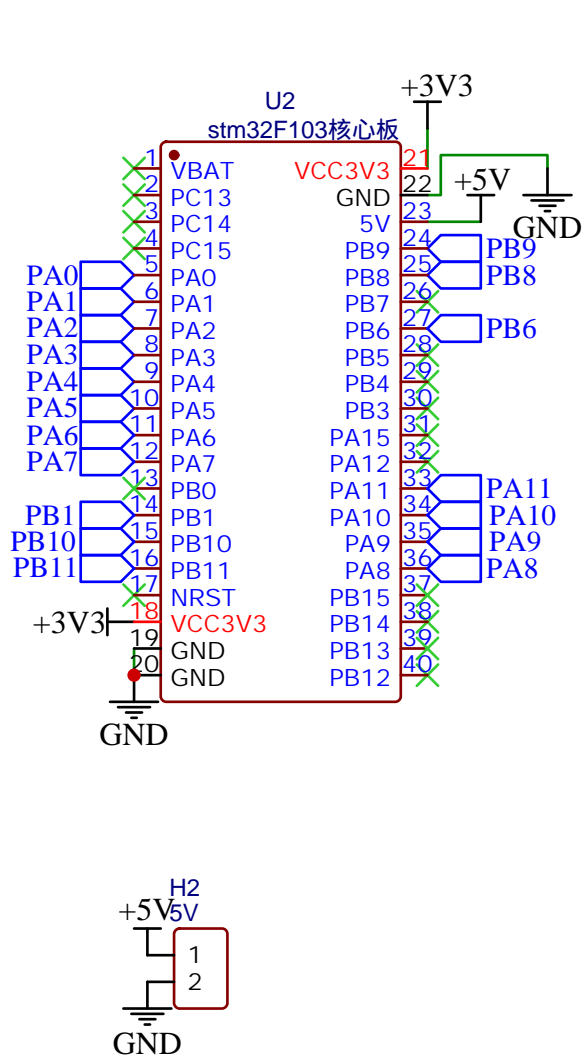 +3V3
U2
stm32F103核心板
1 VBAT VCC3V3 21
2 PC13 GND 22
+5V
GND
3 PC14 5V 23
4 PC15 PB9 24 PB9
PA0 5 PA0 PB8 25 PB8
PA1 6 PA1 PB7 26
PA2 7 PA2 PB6 27 PB6
PA3 8 PA3 PB5 28
PA4 9 PA4 PB4 29
PA5 10 PA5 PB3 30
PA6 11 PA6 PA15 31
PA7 12 PA7 PA12 32
13 PB0 PA11 33 PA11
PB1 14 PB1 PA10 34 PA10
PB10 15 PB10 PA9 35 PA9
PB11 16 PB11 PA8 36 PA8
17 NRST PB15 37
+3V3 18 VCC3V3 PB14 38
19 GND PB13 39
20 GND PB12 40
GND
H2
+5V 5V
1
2
GND